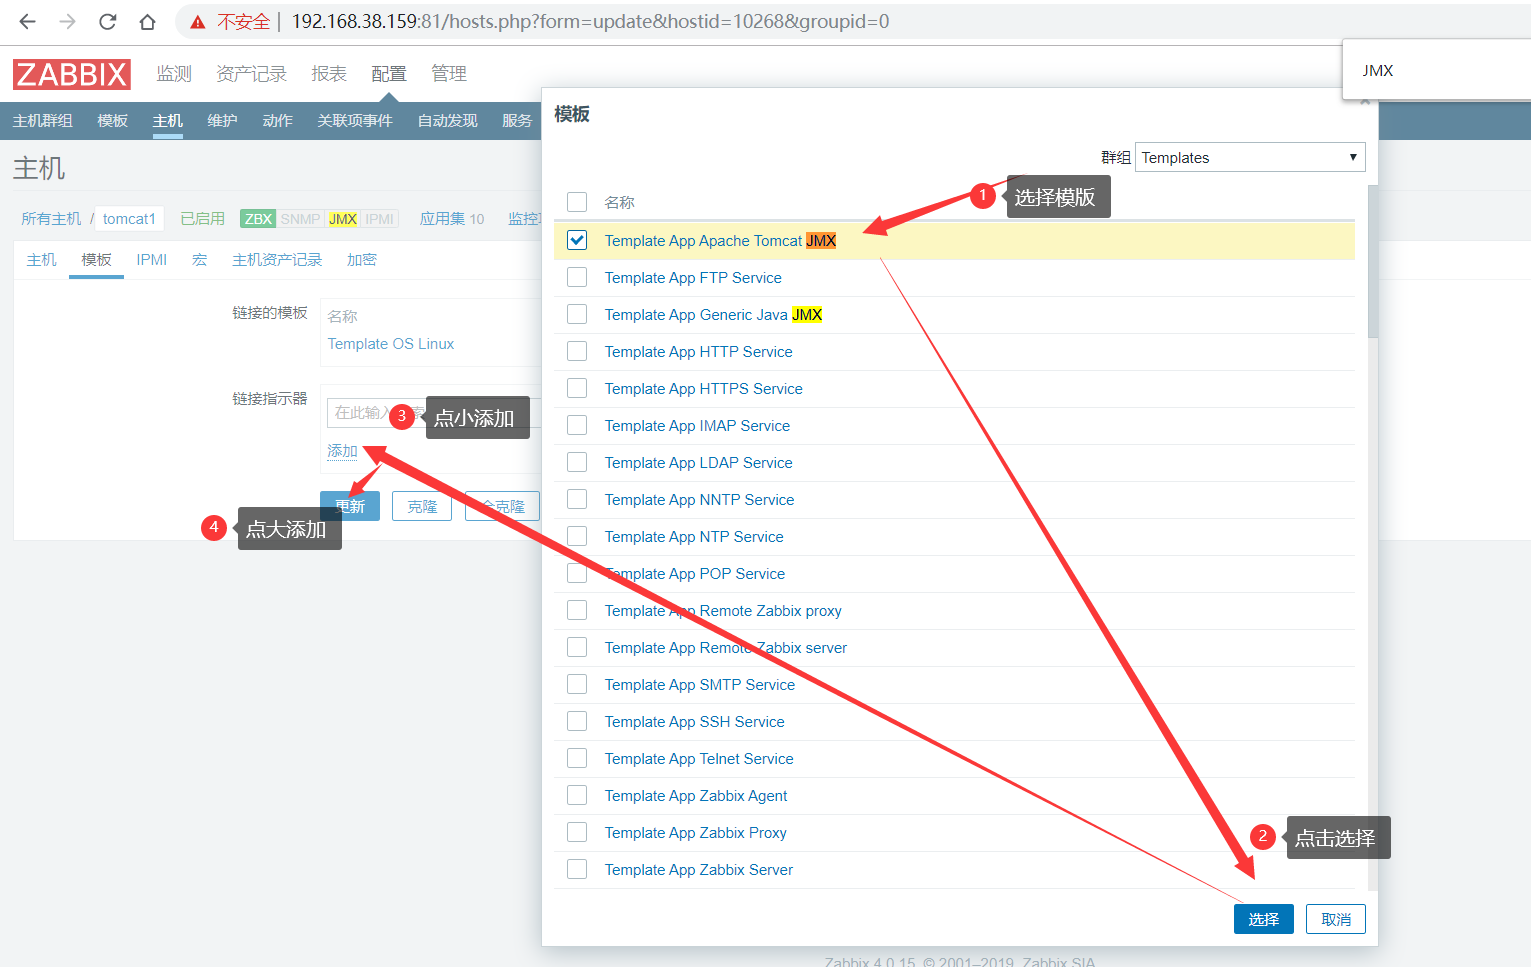 不安全 | 192.168.38.159:81/hosts.php?form=update&hostid=10268&groupid=0
JMX
ZABBIX 监测 资产记录 报表 配置 管理
主机群组 模板 主机 维护 动作 关联项事件 自动发现 服务
主机
所有主机 / tomcat1 已启用 ZBX SNMP JMX IPMI 应用集 10
主机 模板 IPMI 宏 主机资产记录 加密
链接的模板
名称
Template OS Linux
链接指示器
在此输入
3 点小添加
添加
更新 克隆 全克隆
4 点大添加
模板
群组 Templates
1 选择模版
名称
Template App Apache Tomcat JMX
Template App FTP Service
Template App Generic Java JMX
Template App HTTP Service
Template App HTTPS Service
Template App IMAP Service
Template App LDAP Service
Template App NNTP Service
Template App NTP Service
Template App POP Service
Template App Remote Zabbix proxy
Template App Remote Zabbix server
Template App SMTP Service
Template App SSH Service
Template App Telnet Service
Template App Zabbix Agent
Template App Zabbix Proxy
Template App Zabbix Server
2 点击选择
选择 取消
Zabbix 4.0.15. © 2001–2019, Zabbix SIA